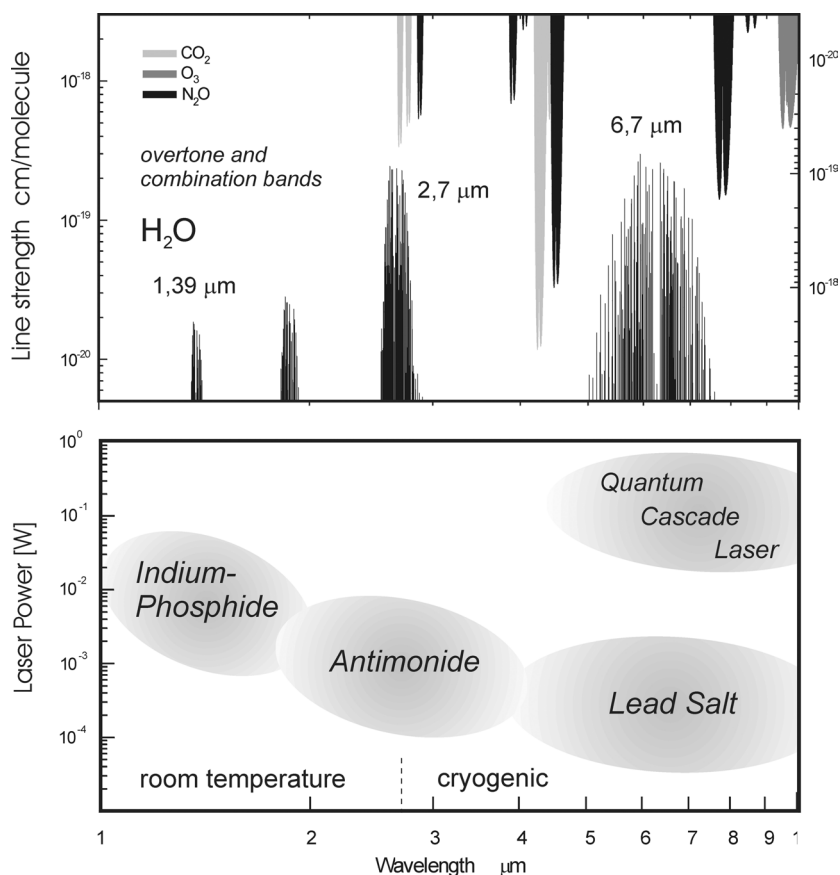 CO₂
O₃
N₂O
overtone and
combination bands
H₂O
1,39 µm
2,7 µm
6,7 µm
Line strength cm/molecule
10⁻¹⁸
10⁻¹⁹
10⁻²⁰
10⁻²⁰
10⁻¹⁹
10⁻¹⁸
Laser Power [W]
10⁰
10⁻¹
10⁻²
10⁻³
10⁻⁴
Quantum
Cascade
Laser
Indium-
Phosphide
Antimonide
Lead Salt
room temperature cryogenic
1 2 3 4 5 6 7 8 9 1
Wavelength µm